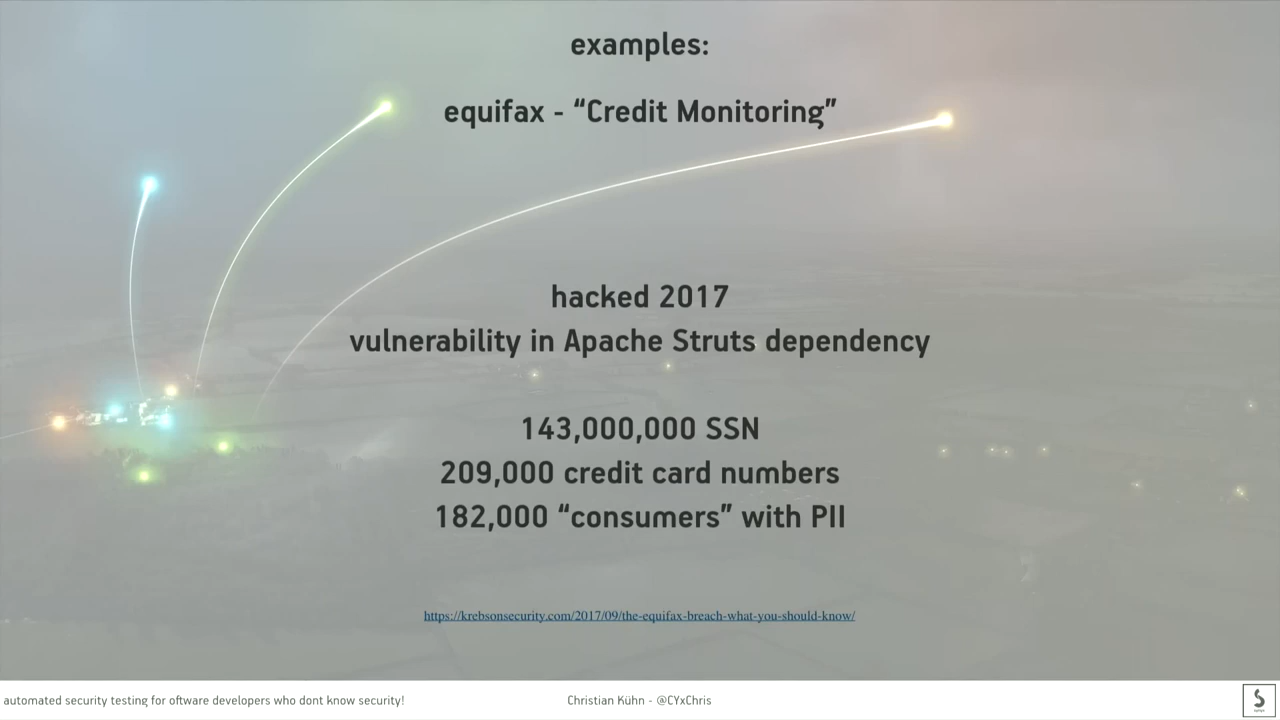 examples:
equifax - “Credit Monitoring”
hacked 2017
vulnerability in Apache Struts dependency
143,000,000 SSN
209,000 credit card numbers
182,000 “consumers” with PII
https://krebsonsecurity.com/2017/09/the-equifax-breach-what-you-should-know/
automated security testing for oftware developers who dont know security!
Christian Kühn - @CYxChris